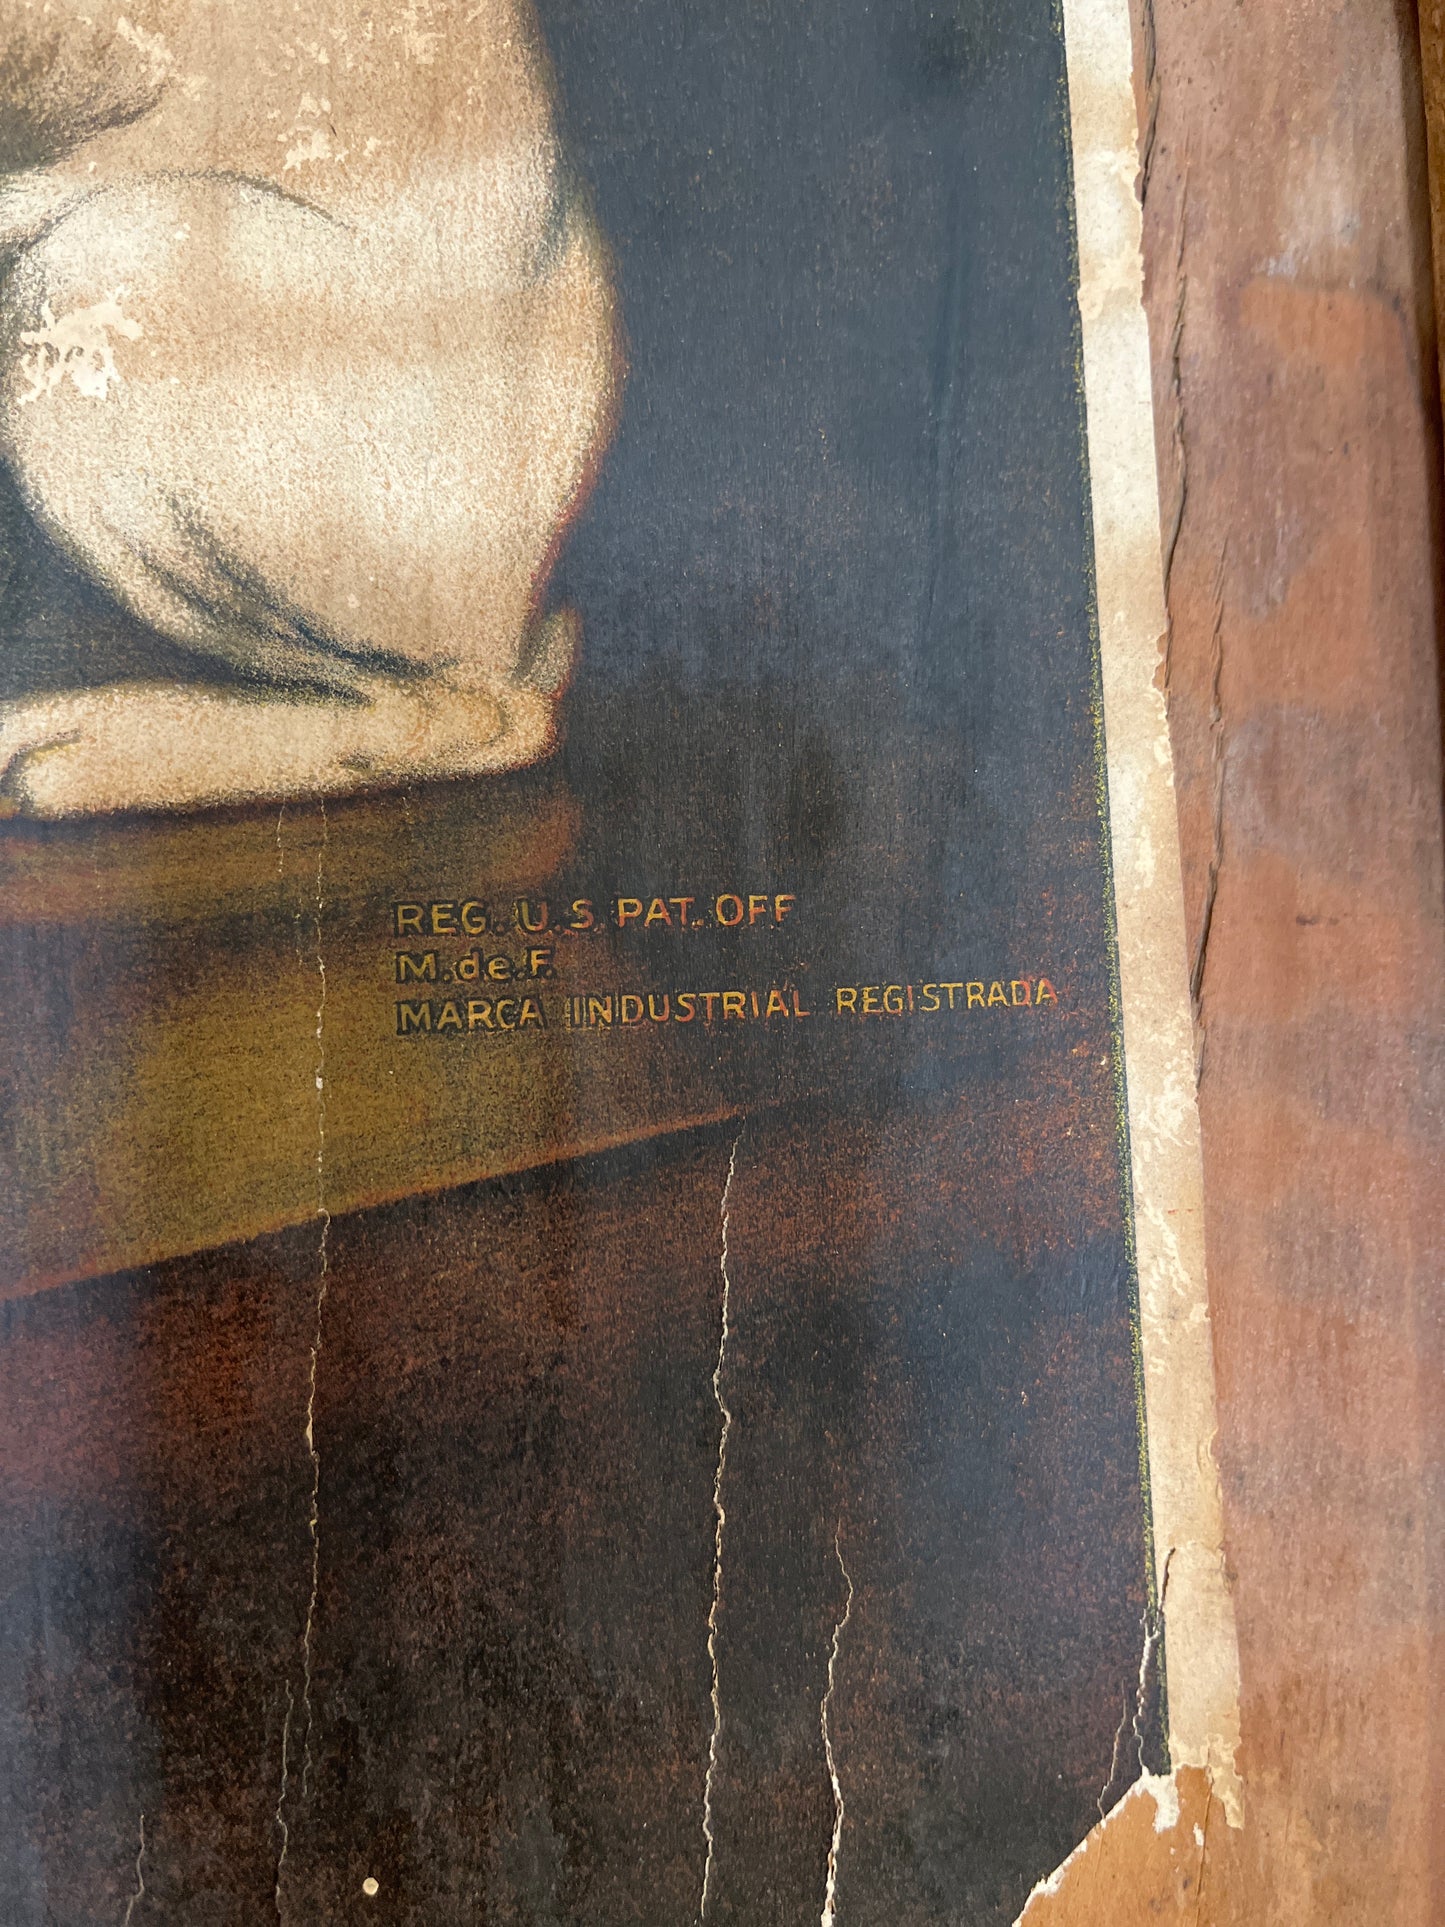 REG. U.S. PAT. OFF
M.de.F.
MARCA INDUSTRIAL REGISTRADA